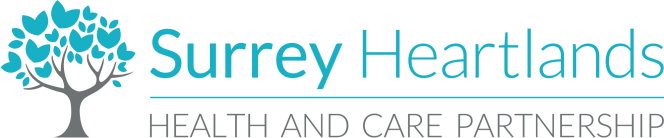 Surrey Heartlands
HEALTH AND CARE PARTNERSHIP